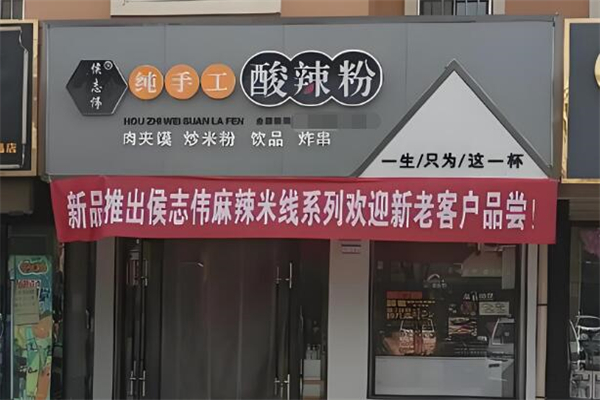 侯志伟
纯手工酸辣粉
HOU ZHI WEI SUAN LA FEN
肉夹馍 炒米粉 饮品 炸串
一生/只为/这一杯
新品推出侯志伟麻辣米线系列欢迎新老客户品尝！